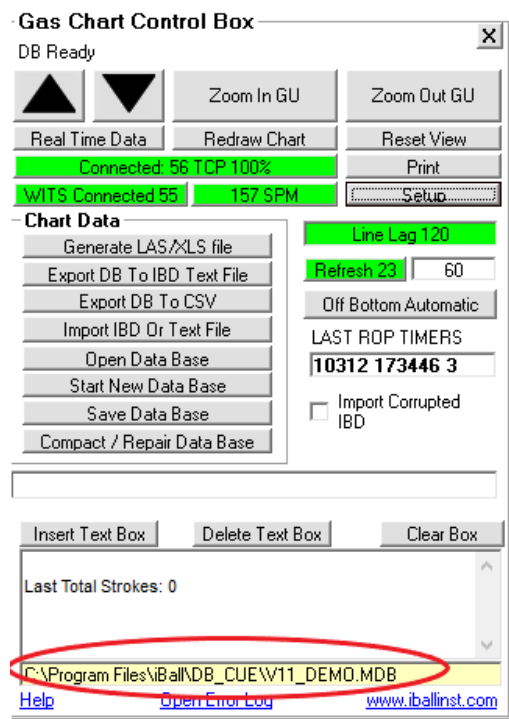 Gas Chart Control Box
X
DB Ready
Zoom In GU
Zoom Out GU
Real Time Data
Redraw Chart
Reset View
Connected: 56 TCP 100%
Print
WITS Connected 55
157 SPM
Setup
Chart Data
Line Lag 120
Generate LAS/XLS file
Refresh 23
60
Export DB To IBD Text File
Export DB To CSV
Off Bottom Automatic
Import IBD Or Text File
LAST ROP TIMERS
Open Data Base
10312 173446 3
Start New Data Base
Save Data Base
Import Corrupted
IBD
Compact / Repair Data Base
Insert Text Box
Delete Text Box
Clear Box
Last Total Strokes: 0
C:\Program Files\iBall\DB_CUE\V11_DEMO.MDB
Help
Open Error Log
www.iballinst.com